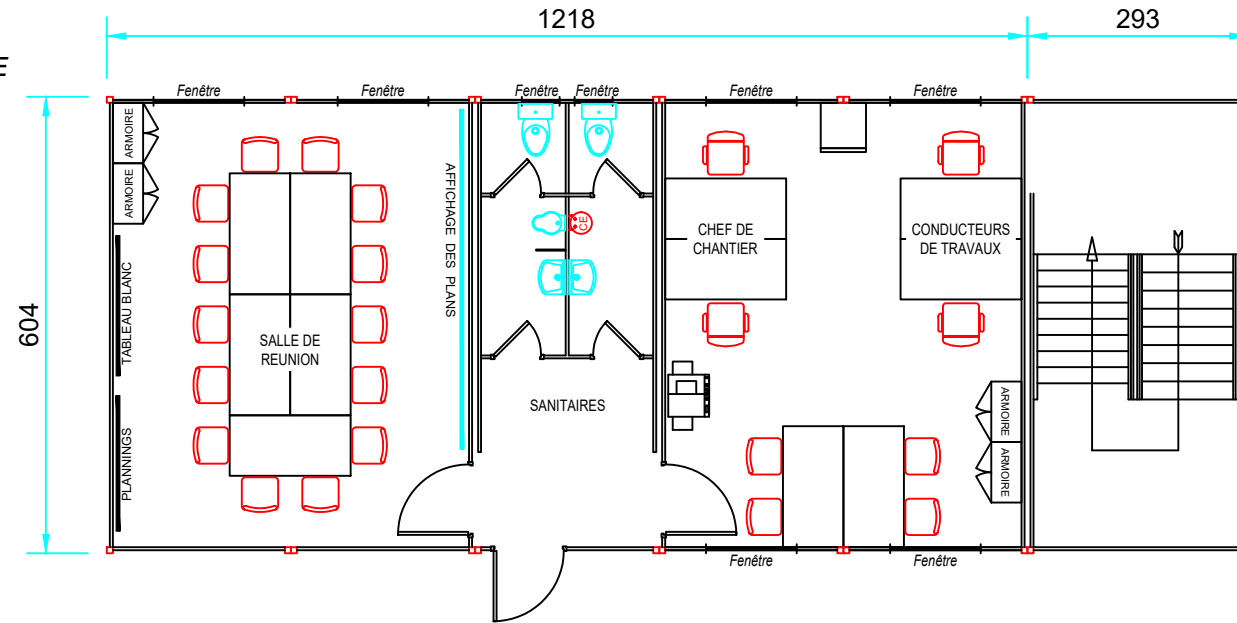 1218
293
E
Fenêtre
Fenêtre
Fenêtre
Fenêtre
Fenêtre
Fenêtre
604
ARMOIRE
ARMOIRE
TABLEAU BLANC
PLANNINGS
SALLE DE
REUNION
AFFICHAGE DES PLANS
CE
SANITAIRES
CHEF DE
CHANTIER
CONDUCTEURS
DE TRAVAUX
ARMOIRE
ARMOIRE
Fenêtre
Fenêtre